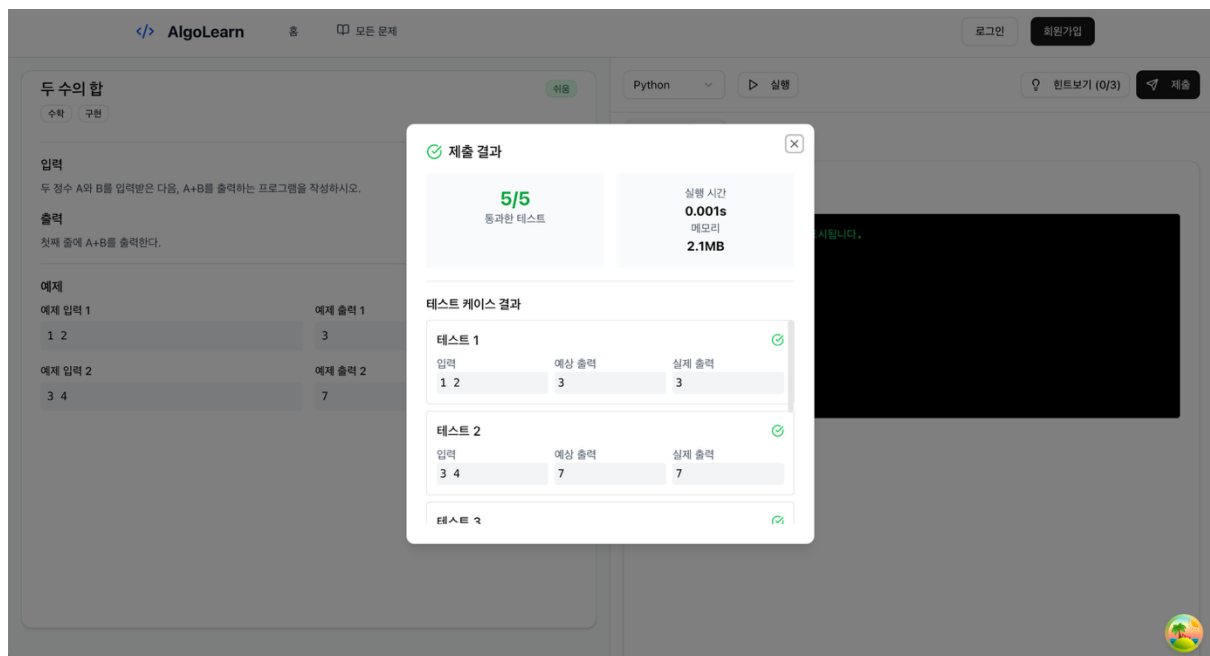 </> AlgoLearn 홈 모든 문제 로그인 회원가입
두 수의 합 쉬움
수학 구현
입력
두 정수 A와 B를 입력받은 다음, A+B를 출력하는 프로그램을 작성하시오.
출력
첫째 줄에 A+B를 출력한다.
예제
예제 입력 1 예제 출력 1
1 2 3
예제 입력 2 예제 출력 2
3 4 7
Python 실행 힌트보기 (0/3) 제출
시됩니다.
제출 결과
5/5
통과한 테스트
실행 시간
0.001s
메모리
2.1MB
테스트 케이스 결과
테스트 1
입력 예상 출력 실제 출력
1 2 3 3
테스트 2
입력 예상 출력 실제 출력
3 4 7 7
테스트 3